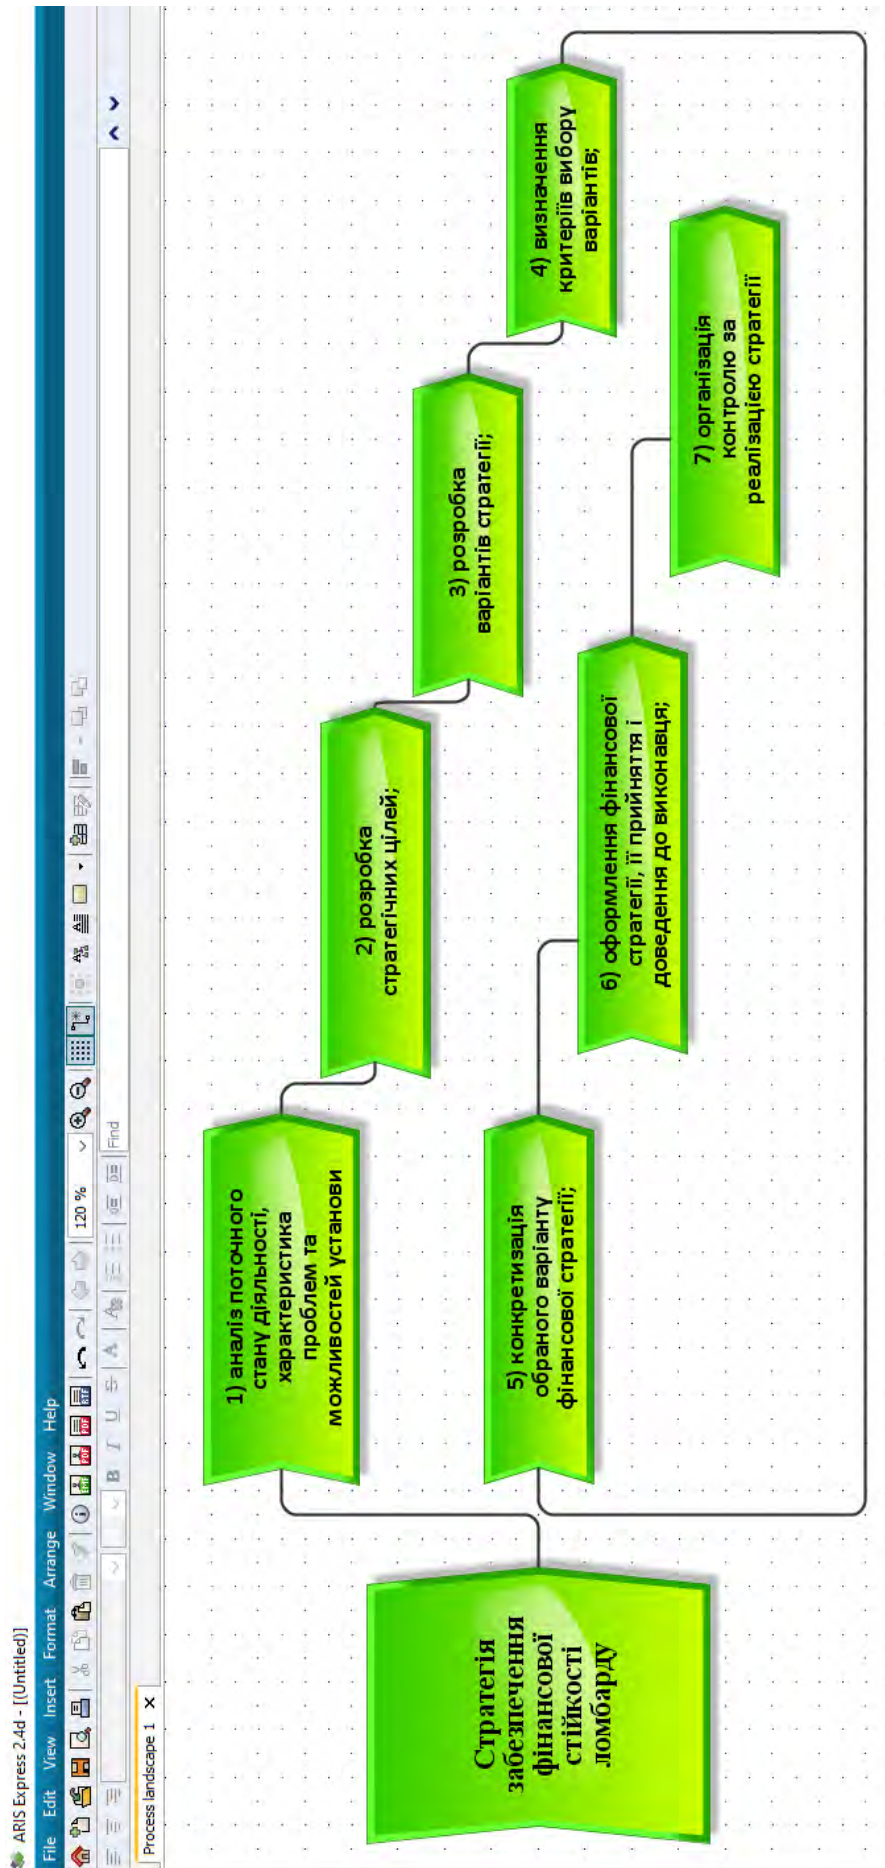 ARIS Express 2.4d - [(Untitled)]
File Edit View Insert Format Arrange Window Help
120 %
Find
Process landscape 1
Стратегія
забезпечення
фінансової
стійкості
ломбарду
1) аналіз поточного
стану діяльності,
характеристика
проблем та
можливостей установи
2) розробка
стратегічних цілей;
3) розробка
варіантів стратегії;
4) визначення
критеріїв вибору
варіантів;
5) конкретизація
обраного варіанту
фінансової стратегії;
6) оформлення фінансової
стратегії, її прийняття і
доведення до виконавця;
7) організація
контролю за
реалізацією стратегії